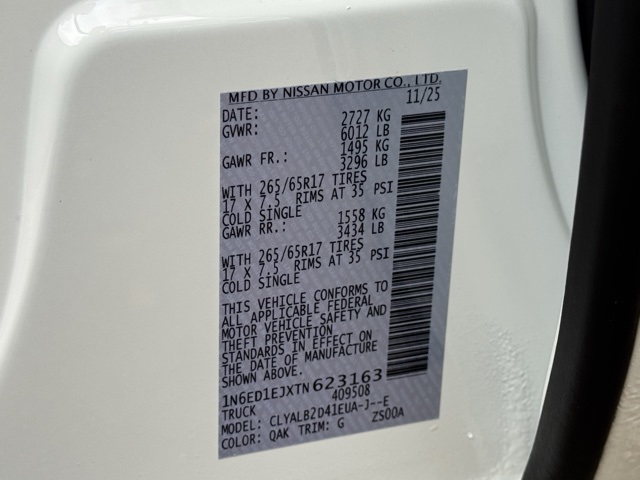 MFD BY NISSAN MOTOR CO., LTD.
DATE: 11/25
GVWR: 2727 KG
6012 LB
GAWR FR.: 1495 KG
3296 LB
WITH 265/65R17 TIRES
17 X 7.5 RIMS AT 35 PSI
COLD SINGLE
GAWR RR.: 1558 KG
3434 LB
WITH 265/65R17 TIRES
17 X 7.5 RIMS AT 35 PSI
COLD SINGLE
THIS VEHICLE CONFORMS TO
ALL APPLICABLE FEDERAL
MOTOR VEHICLE SAFETY AND
THEFT PREVENTION
STANDARDS IN EFFECT ON
THE DATE OF MANUFACTURE
SHOWN ABOVE.
1N6ED1EJXTN623163
TRUCK 409508
MODEL: CLYALB2D41EUA-J--E
COLOR: QAK TRIM: G ZS00A